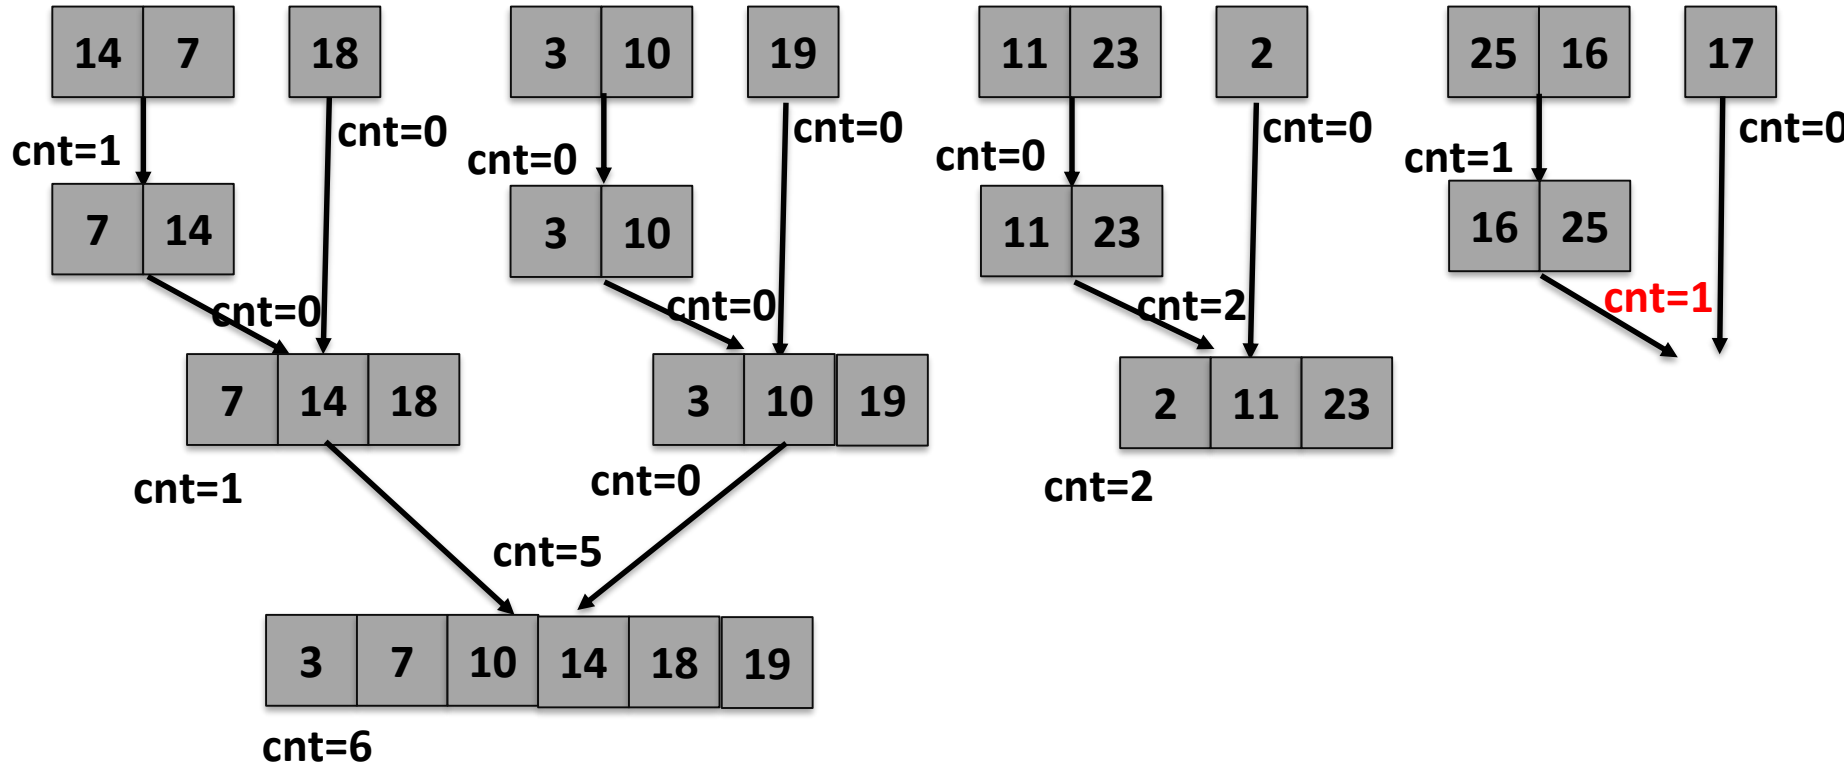 14 7 18 3 10 19 11 23 2 25 16 17
cnt=1 cnt=0 cnt=0 cnt=0 cnt=0 cnt=0 cnt=1 cnt=0
7 14 3 10 11 23 16 25
cnt=0 cnt=0 cnt=2 cnt=1
7 14 18 3 10 19 2 11 23
cnt=1 cnt=0 cnt=2
cnt=5
3 7 10 14 18 19
cnt=6